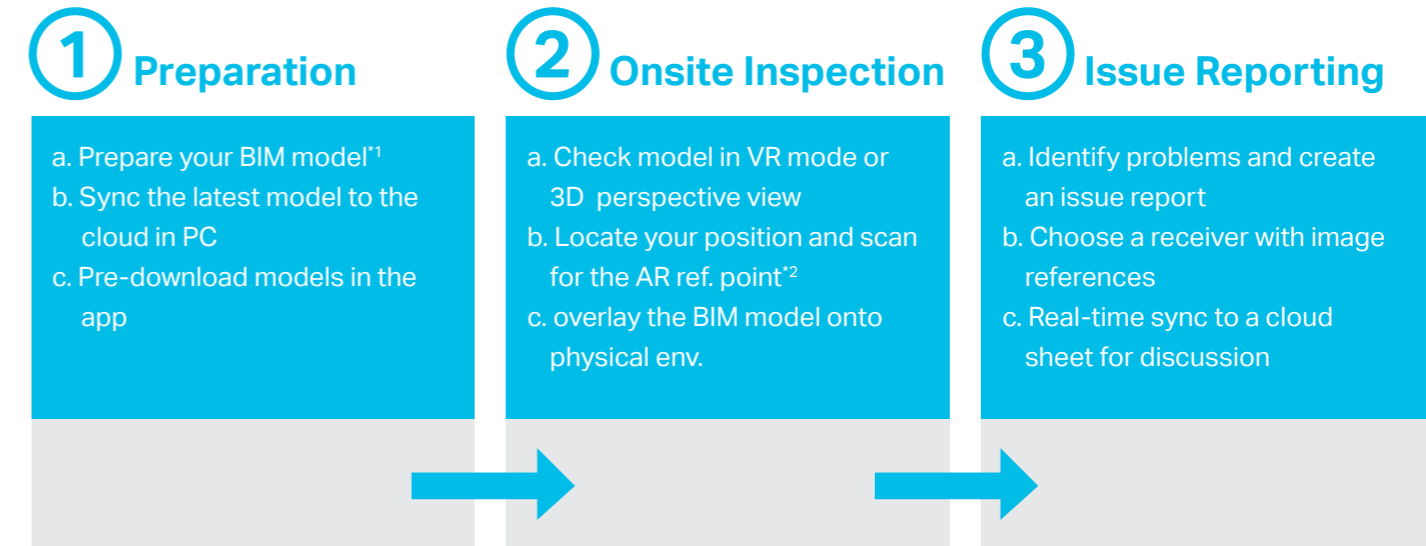 1 Preparation
a. Prepare your BIM model*1
b. Sync the latest model to the
cloud in PC
c. Pre-download models in the
app
2 Onsite Inspection
a. Check model in VR mode or
3D perspective view
b. Locate your position and scan
for the AR ref. point*2
c. overlay the BIM model onto
physical env.
3 Issue Reporting
a. Identify problems and create
an issue report
b. Choose a receiver with image
references
c. Real-time sync to a cloud
sheet for discussion